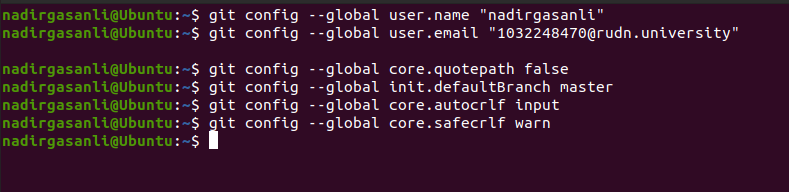 nadirgasanli@Ubuntu:~$ git config --global user.name "nadirgasanli"
nadirgasanli@Ubuntu:~$ git config --global user.email "1032248470@rudn.university"
nadirgasanli@Ubuntu:~$ git config --global core.quotepath false
nadirgasanli@Ubuntu:~$ git config --global init.defaultBranch master
nadirgasanli@Ubuntu:~$ git config --global core.autocrlf input
nadirgasanli@Ubuntu:~$ git config --global core.safecrlf warn
nadirgasanli@Ubuntu:~$